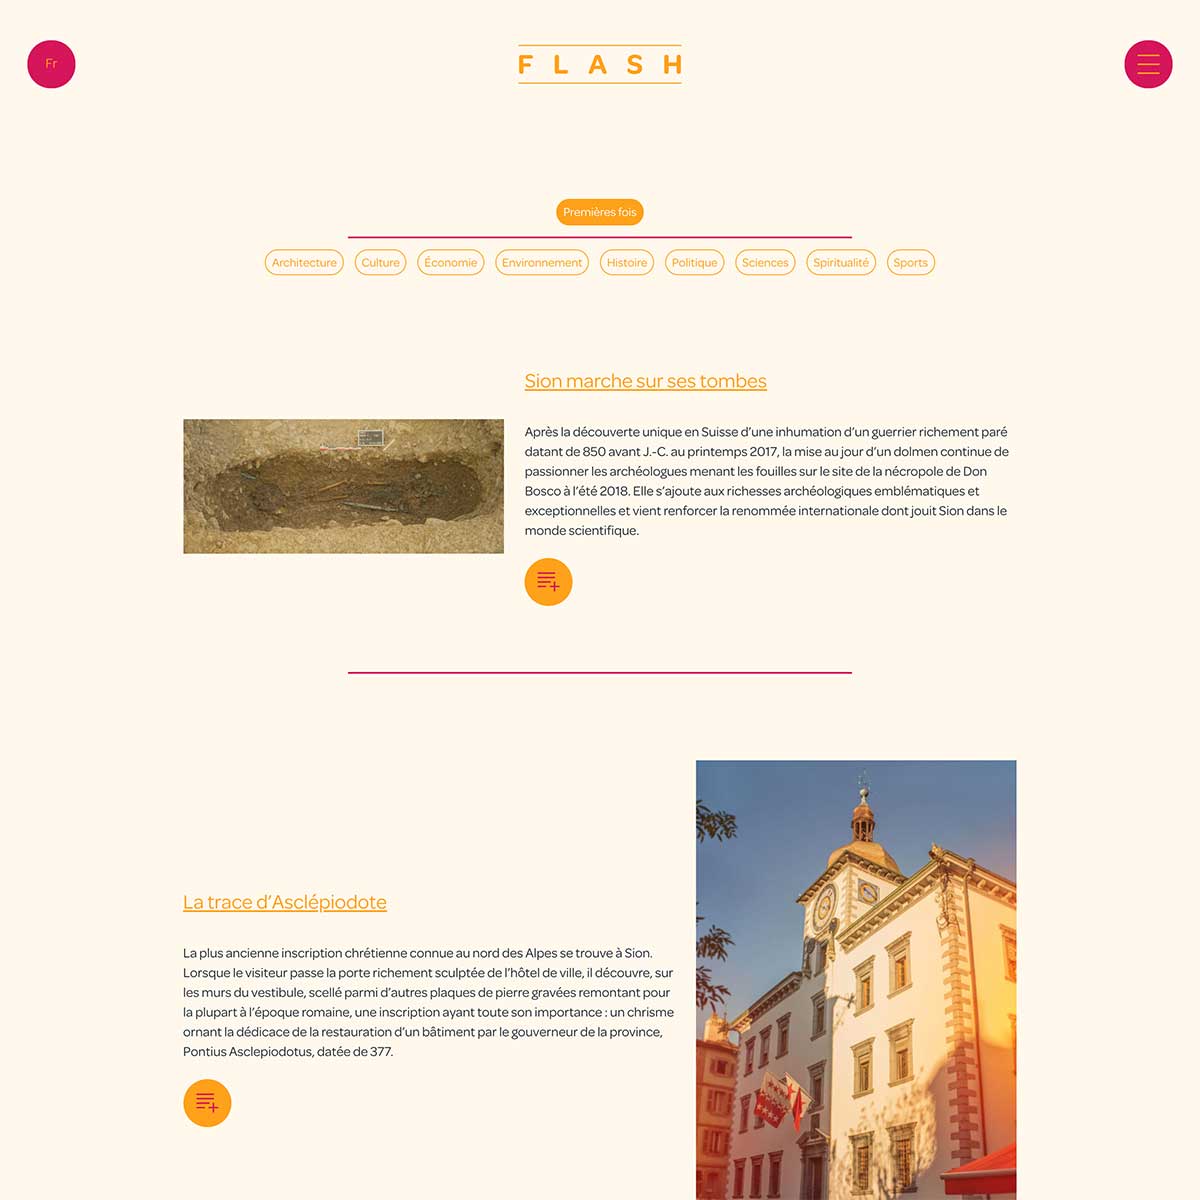 Fr
FLASH
Premières fois
Architecture Culture Économie Environnement Histoire Politique Sciences Spiritualité Sports
Sion marche sur ses tombes
Après la découverte unique en Suisse d’une inhumation d’un guerrier richement paré
datant de 850 avant J.-C. au printemps 2017, la mise au jour d’un dolmen continue de
passionner les archéologues menant les fouilles sur le site de la nécropole de Don
Bosco à l’été 2018. Elle s’ajoute aux richesses archéologiques emblématiques et
exceptionnelles et vient renforcer la renommée internationale dont jouit Sion dans le
monde scientifique.
La trace d’Asclépiodote
La plus ancienne inscription chrétienne connue au nord des Alpes se trouve à Sion.
Lorsque le visiteur passe la porte richement sculptée de l’hôtel de ville, il découvre, sur
les murs du vestibule, scellé parmi d’autres plaques de pierre gravées remontant pour
la plupart à l’époque romaine, une inscription ayant toute son importance : un chrisme
ornant la dédicace de la restauration d’un bâtiment par le gouverneur de la province,
Pontius Asclepiodotus, datée de 377.